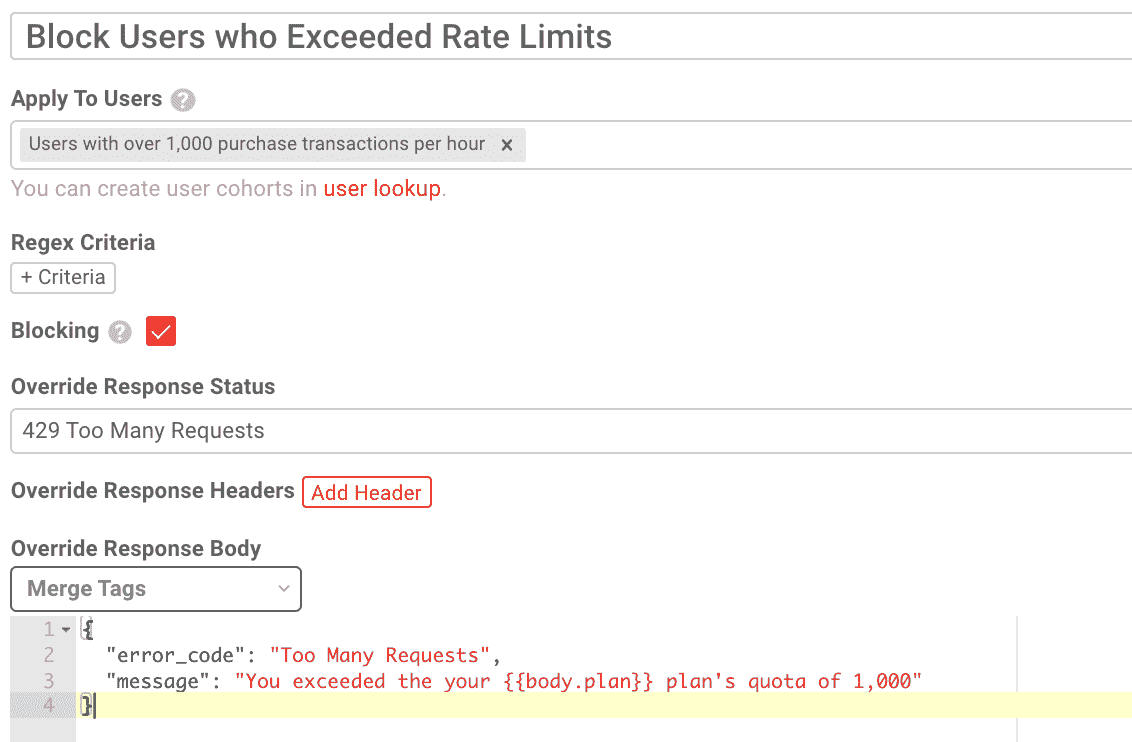 Block Users who Exceeded Rate Limits
Apply To Users ?
Users with over 1,000 purchase transactions per hour ×
You can create user cohorts in user lookup.
Regex Criteria
+ Criteria
Blocking ?
Override Response Status
429 Too Many Requests
Override Response Headers Add Header
Override Response Body
Merge Tags
1 {
2 "error_code": "Too Many Requests",
3 "message": "You exceeded the your {{body.plan}} plan's quota of 1,000"
4 }